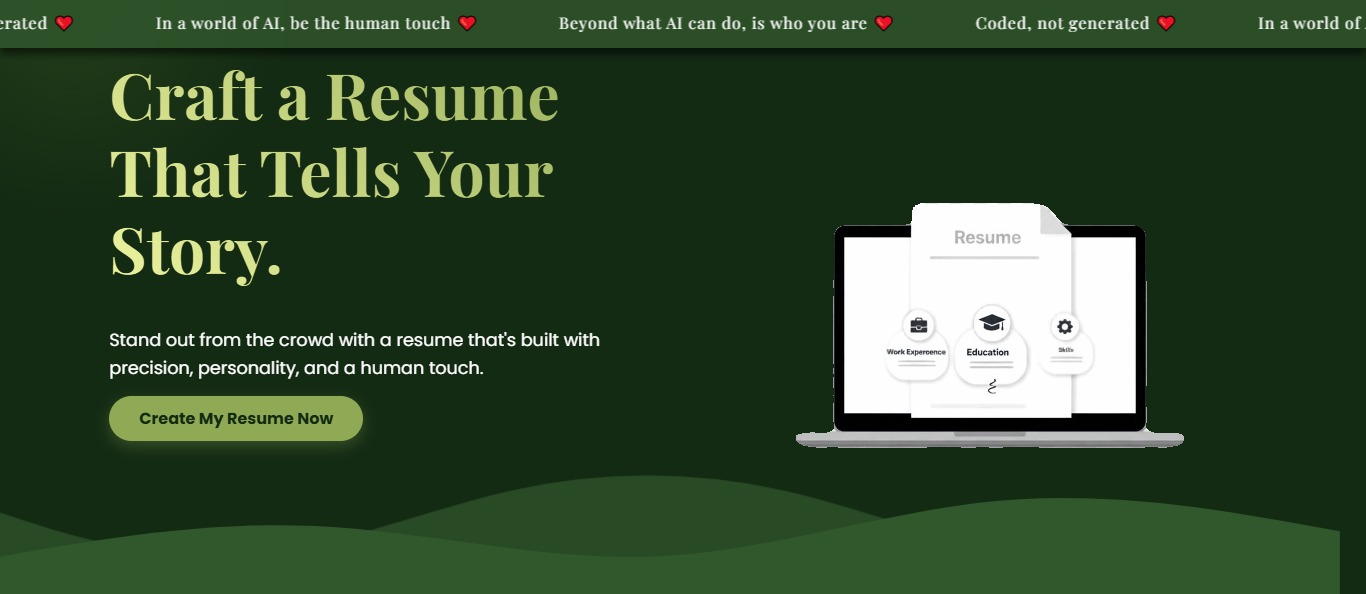 erated ❤️ In a world of AI, be the human touch ❤️ Beyond what AI can do, is who you are ❤️ Coded, not generated ❤️ In a world of
Craft a Resume
That Tells Your
Story.
Stand out from the crowd with a resume that's built with
precision, personality, and a human touch.
Create My Resume Now
Resume
Work Experoence
Education
Skills